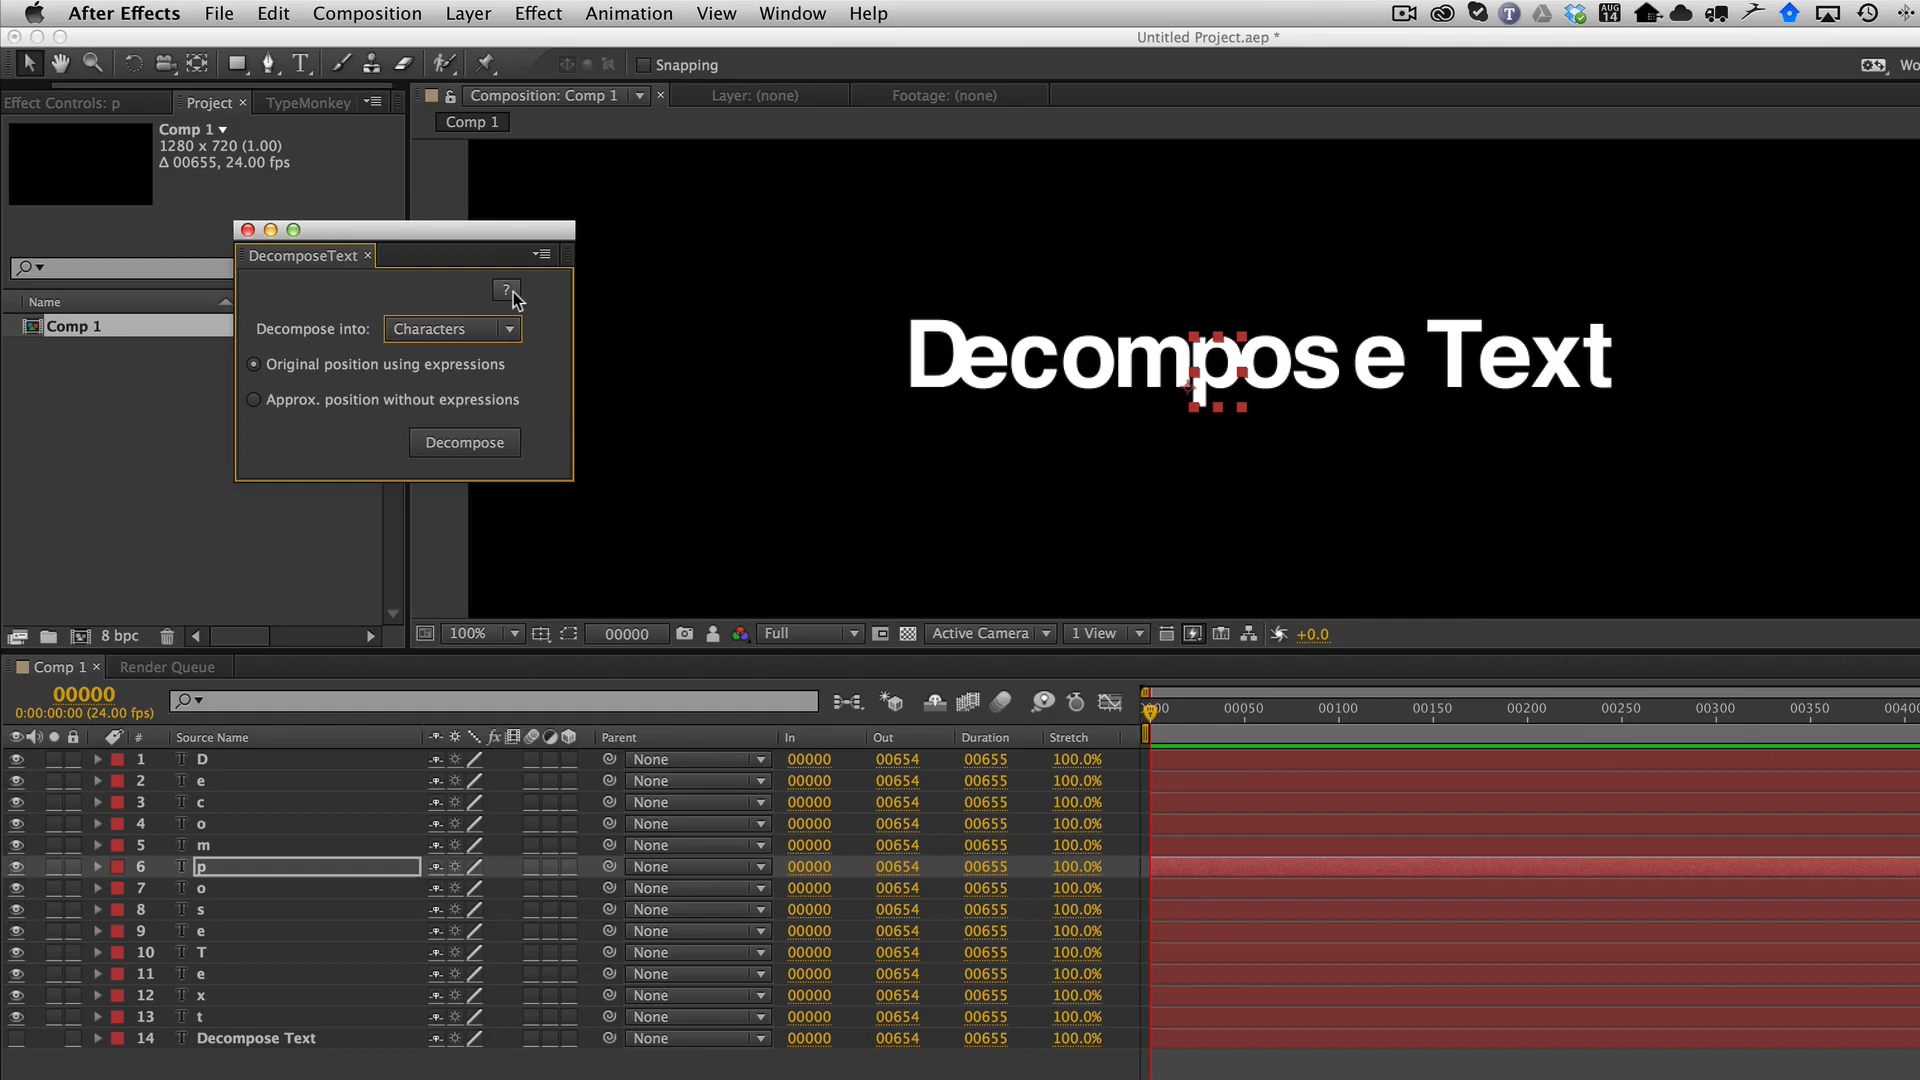 After Effects File Edit Composition Layer Effect Animation View Window Help
AUG 14
Untitled Project.aep *
Snapping
Wo
Effect Controls: p Project × TypeMonkey
Composition: Comp 1 × Layer: (none) Footage: (none)
Comp 1
Comp 1
1280 x 720 (1.00)
Δ 00655, 24.00 fps
Name
Comp 1
DecomposeText ×
?
Decompose into: Characters
Original position using expressions
Approx. position without expressions
Decompose
Decompose Text
8 bpc
100% 00000 Full Active Camera 1 View +0.0
Comp 1 × Render Queue
00000
0:00:00:00 (24.00 fps)
00 00050 00100 00150 00200 00250 00300 00350 00400
# Source Name fx Parent In Out Duration Stretch
1 T D None 00000 00654 00655 100.0%
2 T e None 00000 00654 00655 100.0%
3 T c None 00000 00654 00655 100.0%
4 T o None 00000 00654 00655 100.0%
5 T m None 00000 00654 00655 100.0%
6 T p None 00000 00654 00655 100.0%
7 T o None 00000 00654 00655 100.0%
8 T s None 00000 00654 00655 100.0%
9 T e None 00000 00654 00655 100.0%
10 T T None 00000 00654 00655 100.0%
11 T e None 00000 00654 00655 100.0%
12 T x None 00000 00654 00655 100.0%
13 T t None 00000 00654 00655 100.0%
14 T Decompose Text None 00000 00654 00655 100.0%